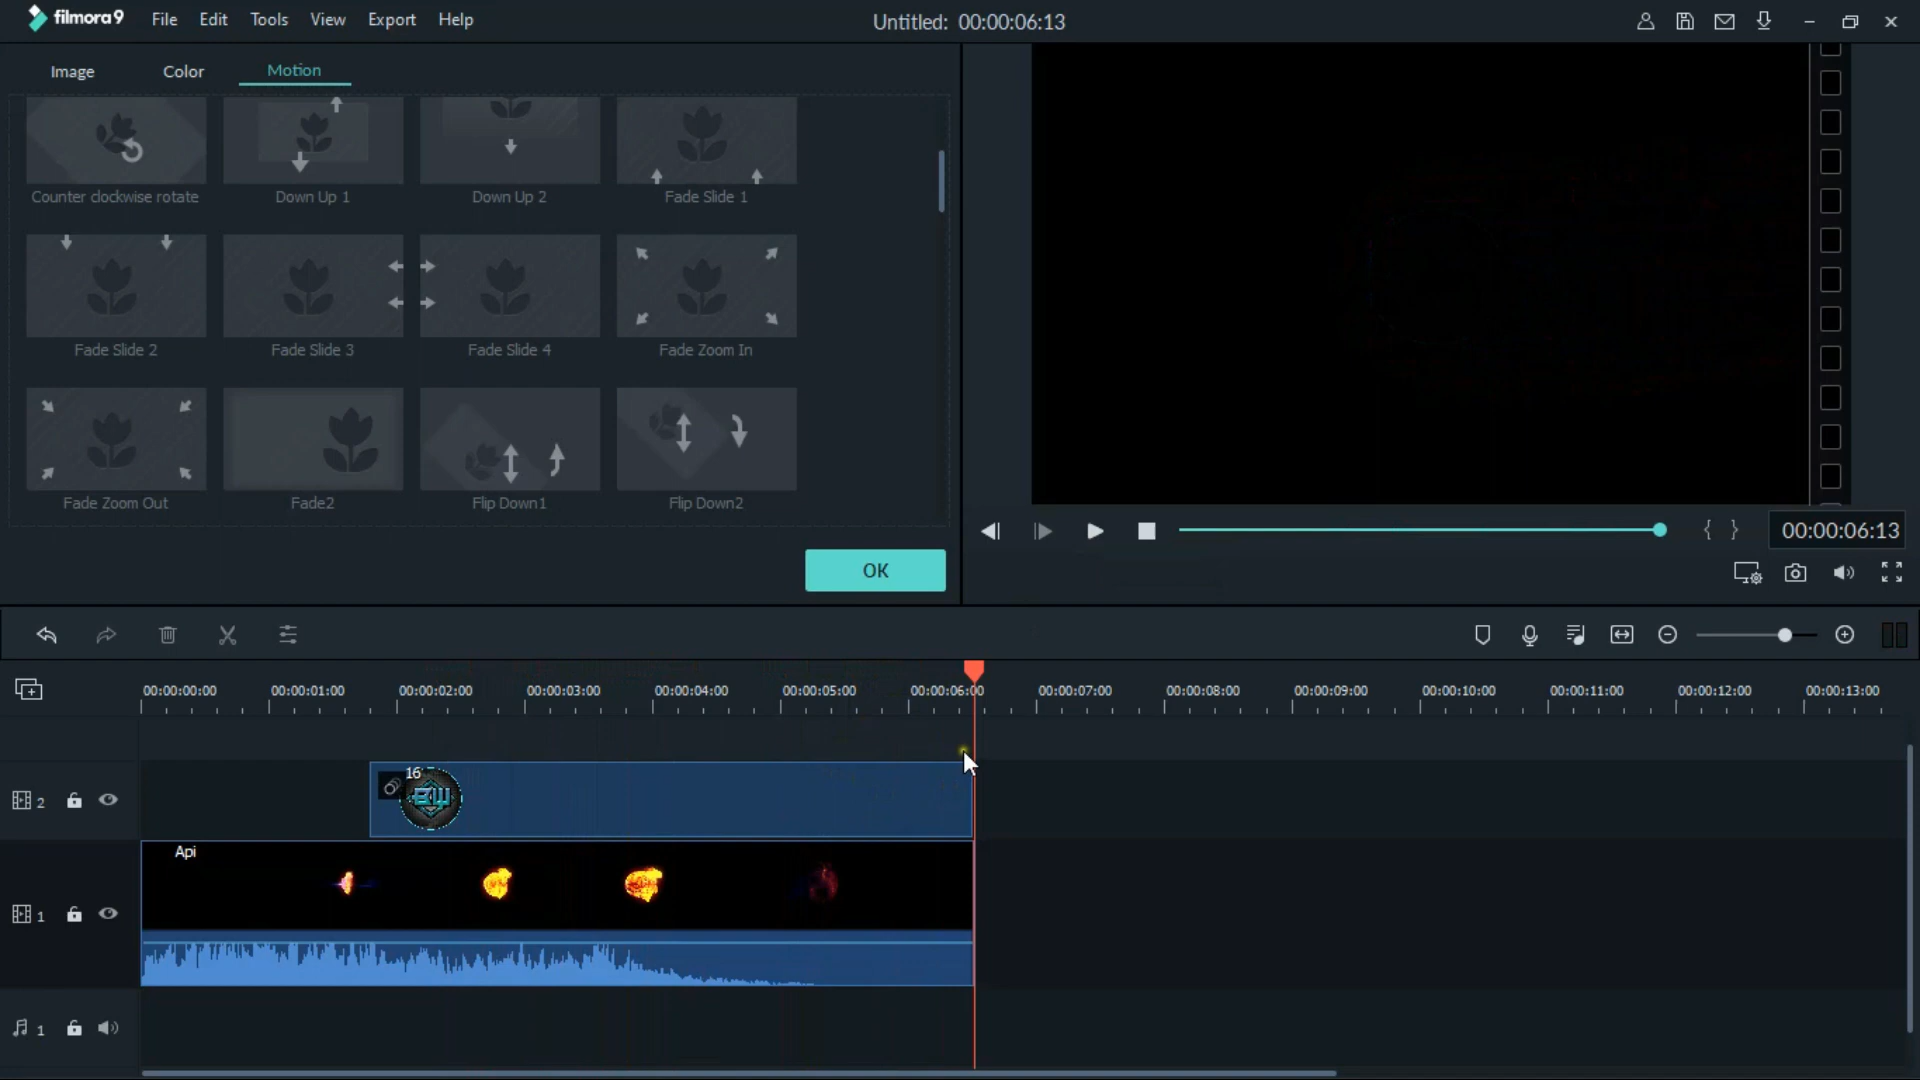 filmora9 File Edit Tools View Export Help Untitled: 00:00:06:13
Image Color Motion
Counter clockwise rotate Down Up 1 Down Up 2 Fade Slide 1
Fade Slide 2 Fade Slide 3 Fade Slide 4 Fade Zoom In
Fade Zoom Out Fade2 Flip Down1 Flip Down2
OK
00:00:06:13
00:00:00:00 00:00:01:00 00:00:02:00 00:00:03:00 00:00:04:00 00:00:05:00 00:00:06:00 00:00:07:00 00:00:08:00 00:00:09:00 00:00:10:00 00:00:11:00 00:00:12:00 00:00:13:00
16
2
Api
1
1